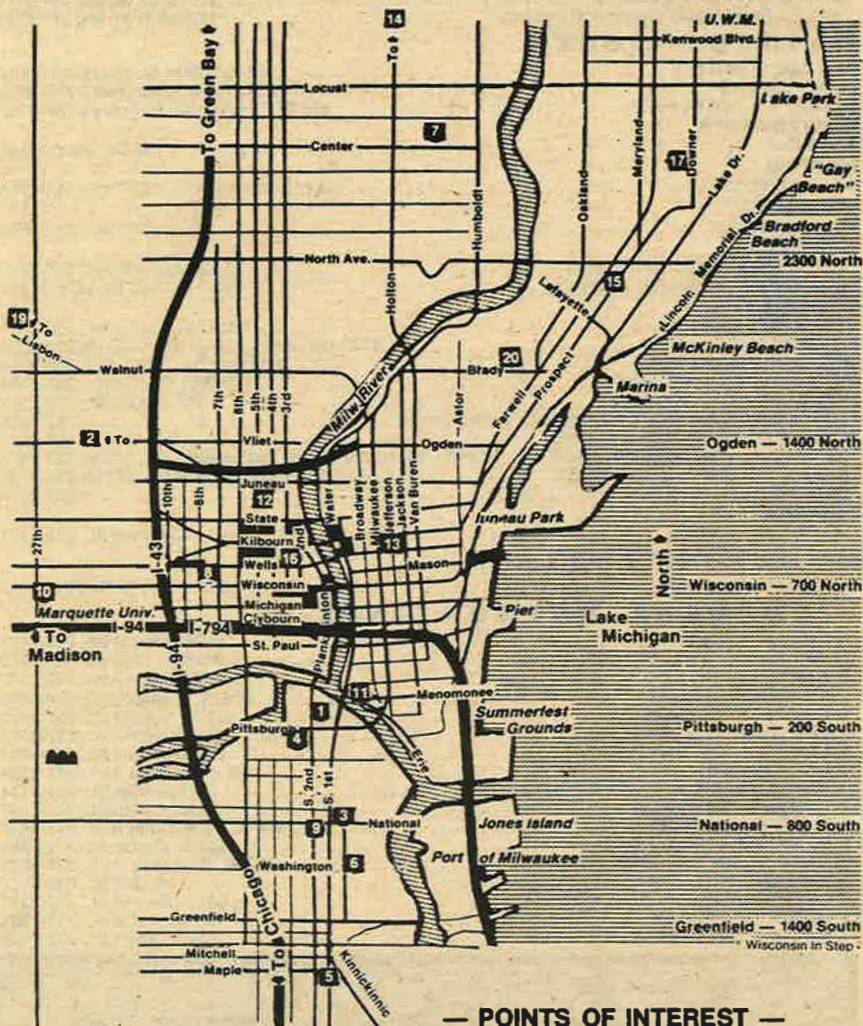 14
U.W.M.
Kenwood Blvd.
To
To Green Bay
Locust
Lake Park
7
Center
Meryland
17
Downer
"Gay
Beach"
Lake Dr.
Oakland
Humboldt
Bradford
Beach
Lincoln Memorial Dr.
North Ave.
2300 North
Holton
15
Lafayette
19
To
Lisbon
McKinley Beach
20
Walnut
Brady
Prospect
Marina
7th
6th
5th
4th
3rd
Milw River
Astor
Farwell
2
To
Vliet
Ogden
Ogden — 1400 North
Juneau
10th
8th
12
Water
Broadway
Milwaukee
Jefferson
Jackson
Van Buren
State
2nd
Juneau Park
Kilbourn
13
27th
I-43
Wells
Mason
North
Wisconsin
Wisconsin — 700 North
10
Marquette Univ.
Michigan
Pier
Lake
Michigan
Clybourn
I-94
I-794
To
Madison
I-94
St. Paul
Plankinton
11
Menomonee
1
Summerfest
Grounds
Pittsburgh
Pittsburgh — 200 South
Erie
S. 2nd
S. 1st
3
9
National
Jones Island
National — 800 South
6
Washington
Port of Milwaukee
Greenfield
Greenfield — 1400 South
Wisconsin In Step
To Chicago
Mitchell
Maple
5
Kinnickinnic
— POINTS OF INTEREST —